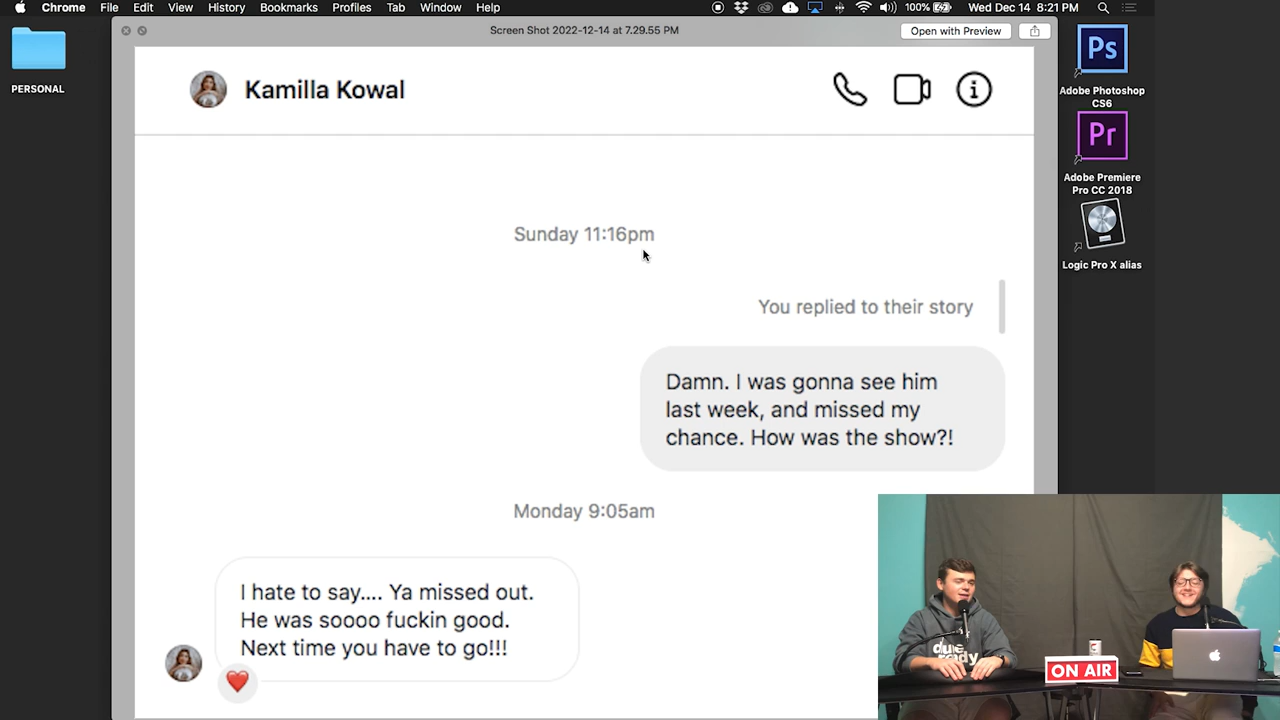 Chrome File Edit View History Bookmarks Profiles Tab Window Help 100% Wed Dec 14 8:21 PM
Screen Shot 2022-12-14 at 7.29.55 PM
Open with Preview
PERSONAL
Kamilla Kowal
Ps
Adobe Photoshop
CS6
Pr
Adobe Premiere
Pro CC 2018
Logic Pro X alias
Sunday 11:16pm
You replied to their story
Damn. I was gonna see him
last week, and missed my
chance. How was the show?!
Monday 9:05am
I hate to say.... Ya missed out.
He was soooo fuckin good.
Next time you have to go!!!
ON AIR